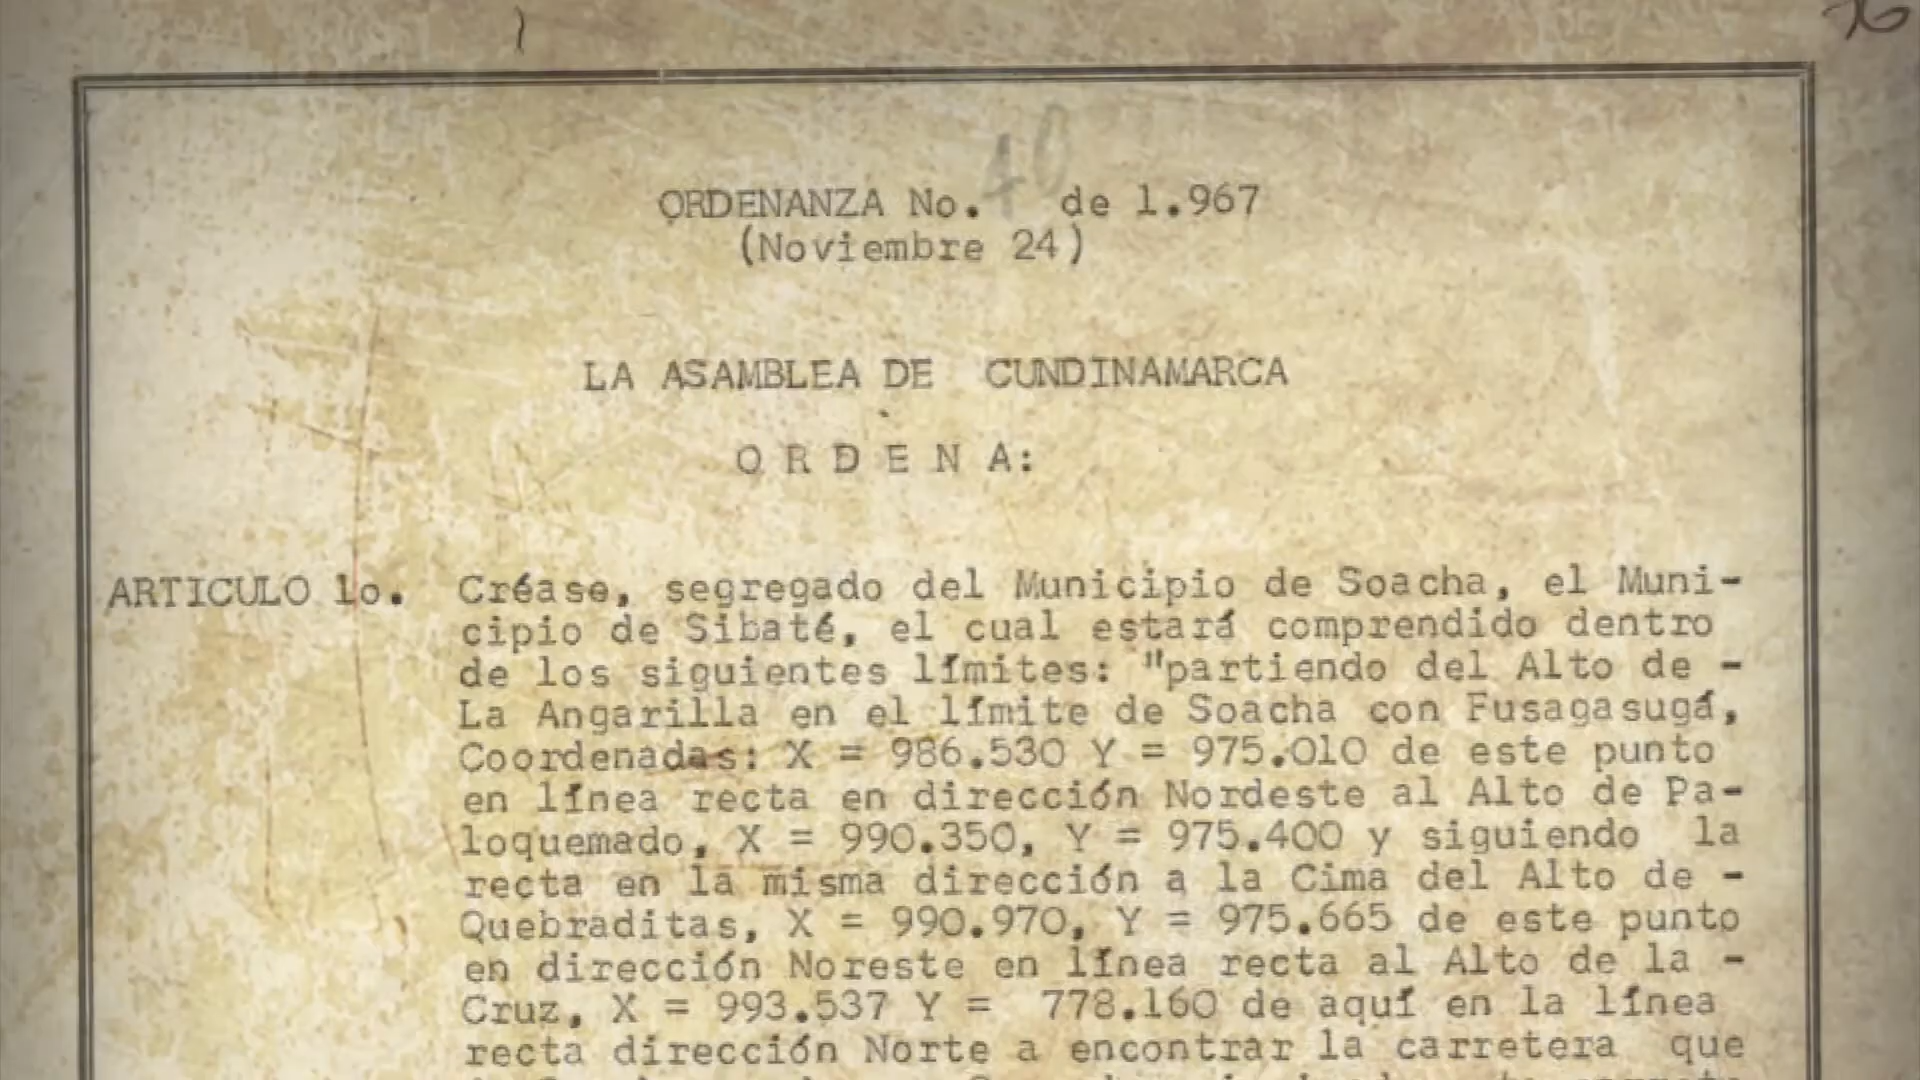 40
ORDENANZA No. de 1.967
(Noviembre 24)
LA ASAMBLEA DE CUNDINAMARCA
O R D E N A:
ARTICULO 1o. Créase, segregado del Municipio de Soacha, el Muni-
cipio de Sibaté, el cual estará comprendido dentro
de los siguientes límites: "partiendo del Alto de -
La Angarilla en el límite de Soacha con Fusagasugá,
Coordenadas: X = 986.530 Y = 975.010 de este punto
en línea recta en dirección Nordeste al Alto de Pa-
loquemado, X = 990.350, Y = 975.400 y siguiendo la
recta en la misma dirección a la Cima del Alto de -
Quebraditas, X = 990.970, Y = 975.665 de este punto
en dirección Noreste en línea recta al Alto de la -
Cruz, X = 993.537 Y = 778.160 de aquí en la línea
recta dirección Norte a encontrar la carretera que